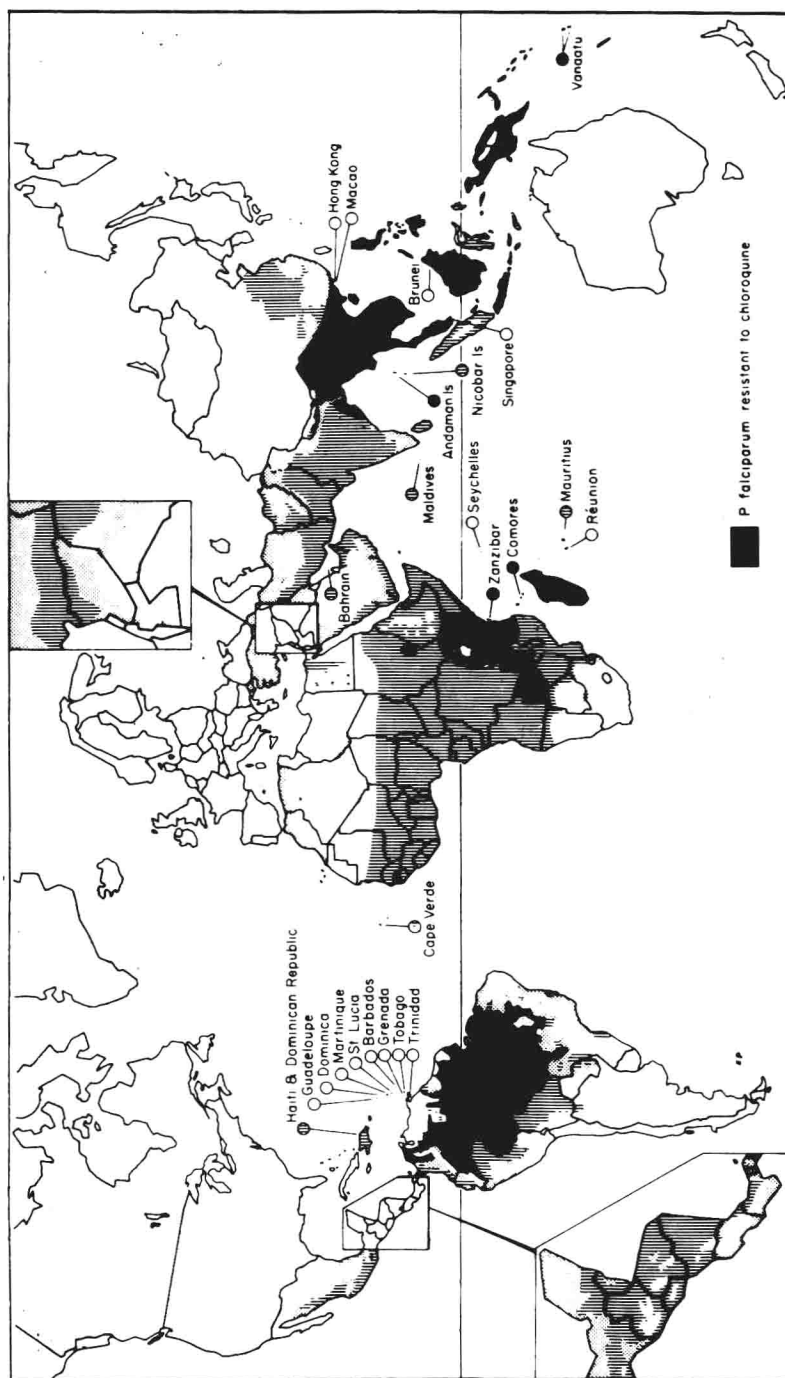 Haiti & Dominican Republic
Guadeloupe
Dominica
Martinique
St Lucia
Barbados
Grenada
Tobago
Trinidad
Cape Verde
Bahrain
Maldives
Seychelles
Zanzibar
Comores
Mauritius
Réunion
Andaman Is
Nicobar Is
Singapore
Brunei
Hong Kong
Macao
Vanaatu
P falciparum resistant to chloroquine